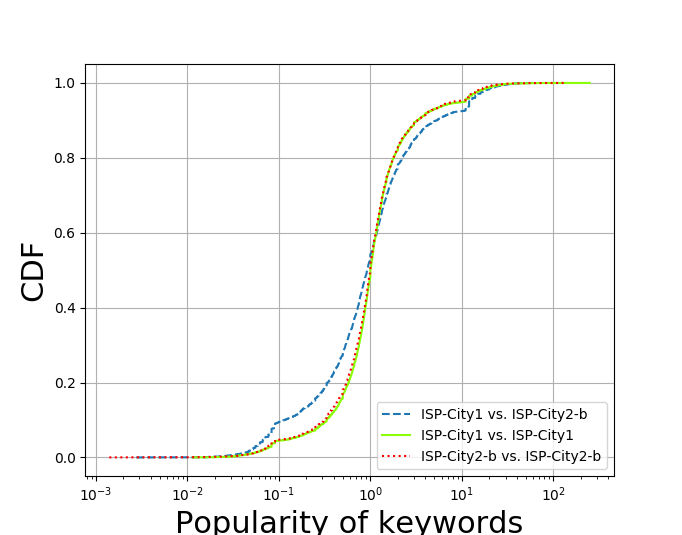 CDF
1.0
0.8
0.6
0.4
0.2
0.0
ISP-City1 vs. ISP-City2-b
ISP-City1 vs. ISP-City1
ISP-City2-b vs. ISP-City2-b
10⁻³ 10⁻² 10⁻¹ 10⁰ 10¹ 10²
Popularity of keywords